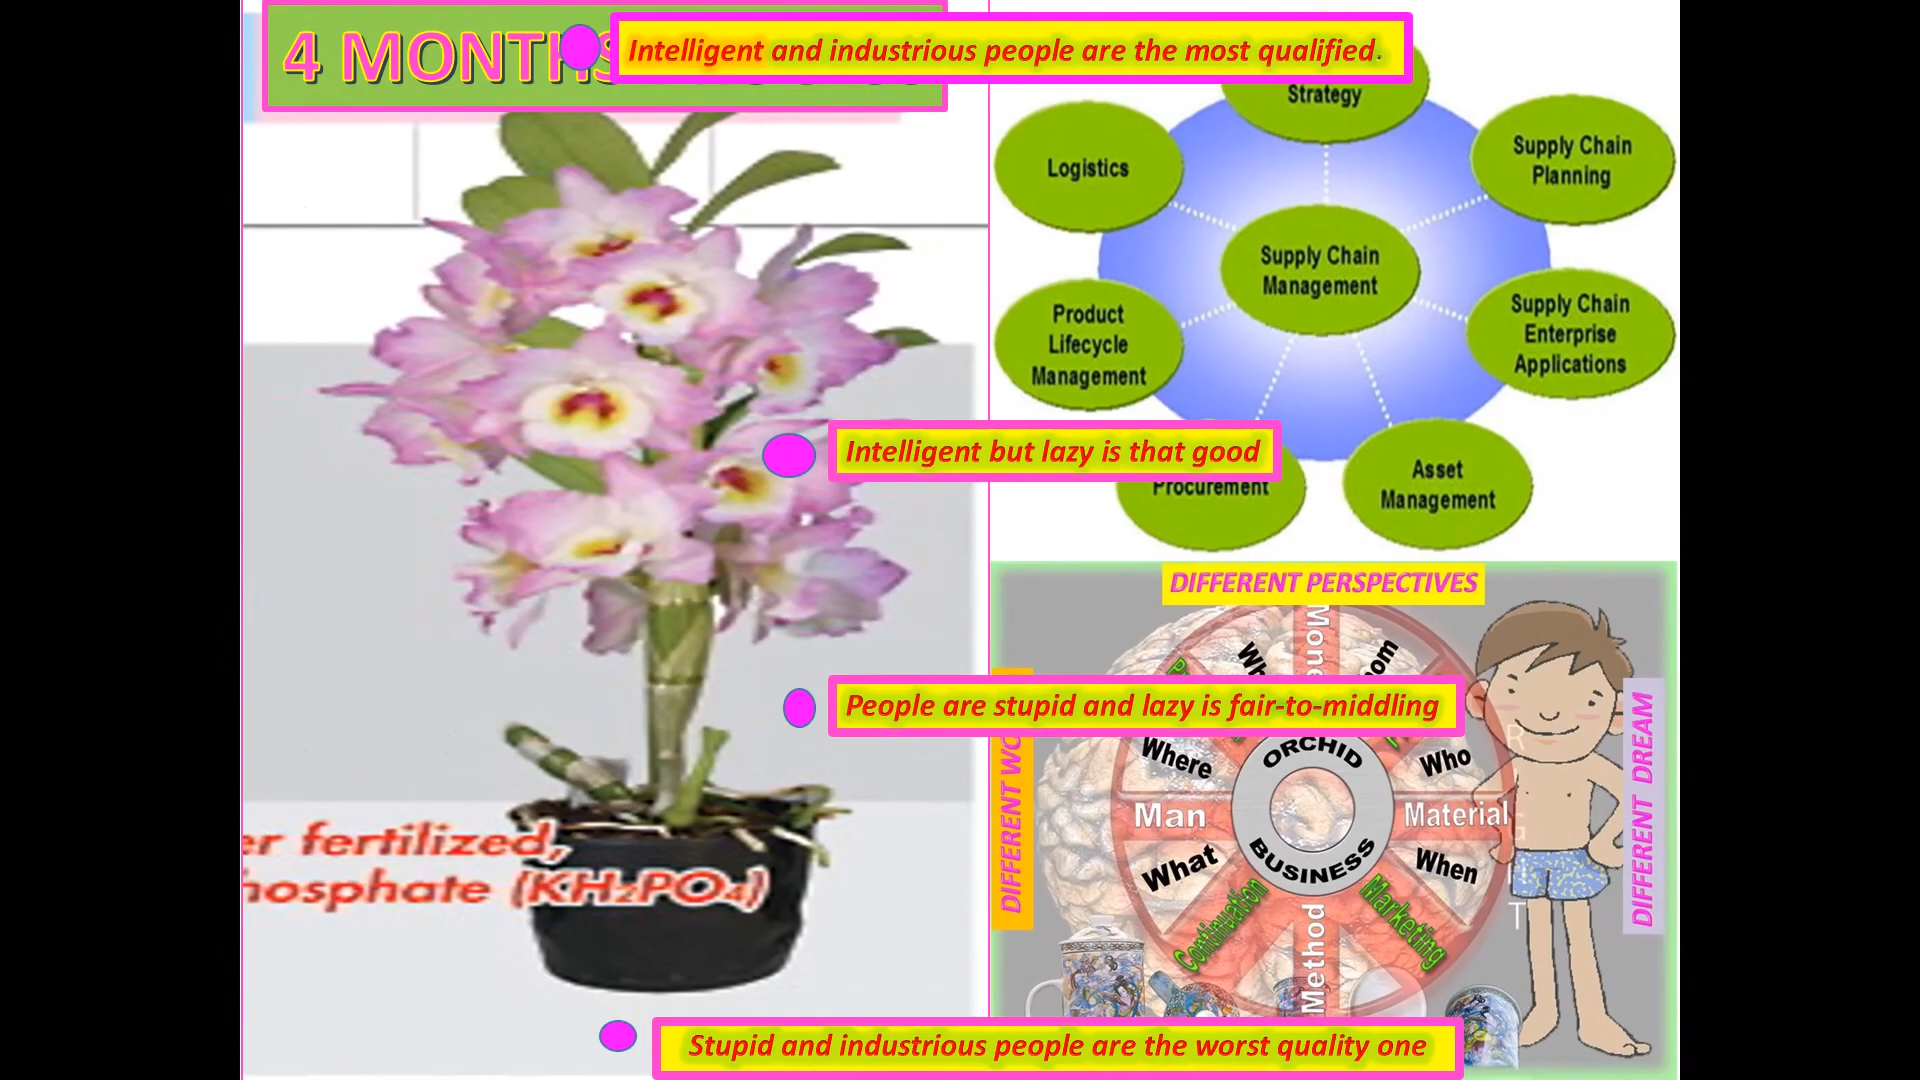 4 MONTHS
Intelligent and industrious people are the most qualified.
Strategy
Logistics
Supply Chain
Planning
Supply Chain
Management
Product
Lifecycle
Management
Supply Chain
Enterprise
Applications
Intelligent but lazy is that good
Procurement
Asset
Management
DIFFERENT PERSPECTIVES
People are stupid and lazy is fair-to-middling
DIFFERENT
DIFFERENT DREAM
ORCHID
BUSINESS
Where
Who
Man
Material
What
When
Continuation
Method
Marketing
R
T
er fertilized,
hosphate (KH₂PO₄)
Stupid and industrious people are the worst quality one